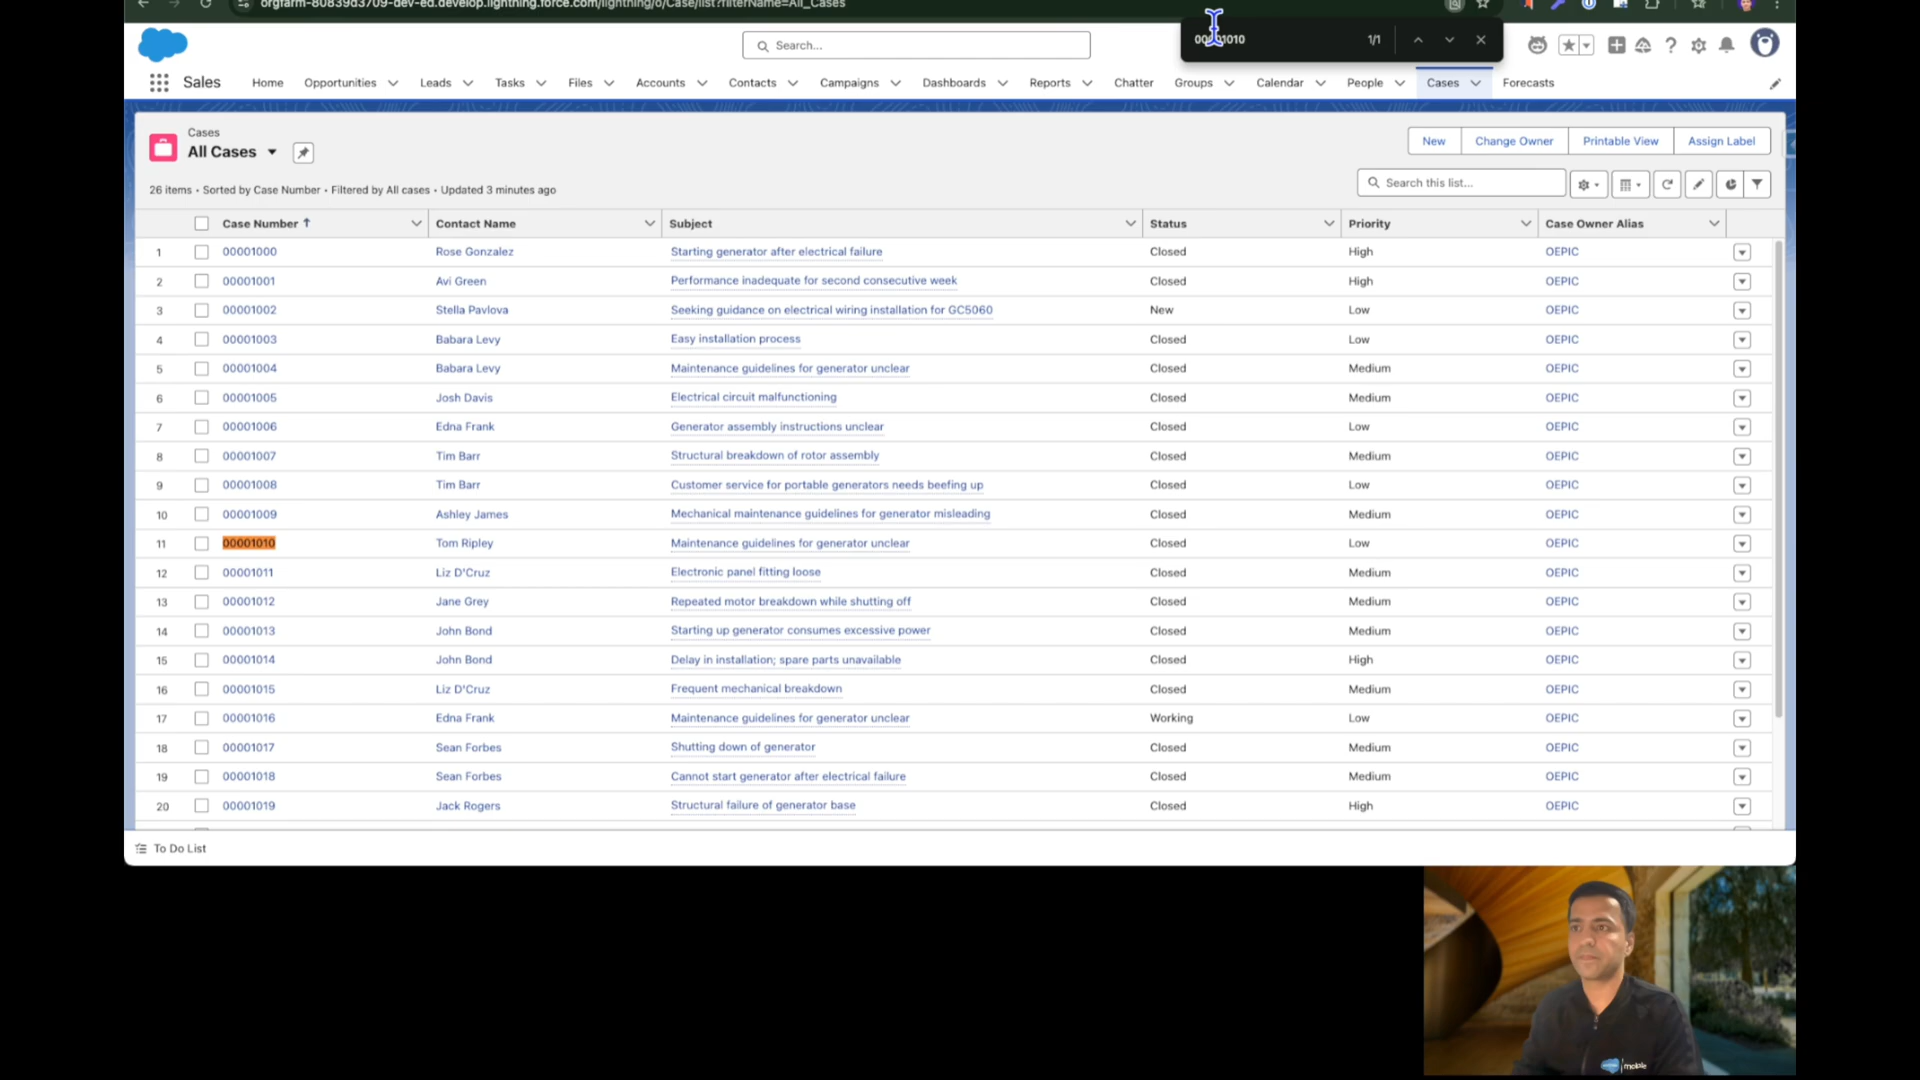 orgfarm-80839d3709-dev-ed.develop.lightning.force.com/lightning/o/Case/list?filterName=All_Cases
00001010 1/1
Search...
Sales Home Opportunities Leads Tasks Files Accounts Contacts Campaigns Dashboards Reports Chatter Groups Calendar People Cases Forecasts
Cases
All Cases
New Change Owner Printable View Assign Label
26 items • Sorted by Case Number • Filtered by All cases • Updated 3 minutes ago
Search this list...
Case Number Contact Name Subject Status Priority Case Owner Alias
1 00001000 Rose Gonzalez Starting generator after electrical failure Closed High OEPIC
2 00001001 Avi Green Performance inadequate for second consecutive week Closed High OEPIC
3 00001002 Stella Pavlova Seeking guidance on electrical wiring installation for GC5060 New Low OEPIC
4 00001003 Babara Levy Easy installation process Closed Low OEPIC
5 00001004 Babara Levy Maintenance guidelines for generator unclear Closed Medium OEPIC
6 00001005 Josh Davis Electrical circuit malfunctioning Closed Medium OEPIC
7 00001006 Edna Frank Generator assembly instructions unclear Closed Low OEPIC
8 00001007 Tim Barr Structural breakdown of rotor assembly Closed Medium OEPIC
9 00001008 Tim Barr Customer service for portable generators needs beefing up Closed Low OEPIC
10 00001009 Ashley James Mechanical maintenance guidelines for generator misleading Closed Medium OEPIC
11 00001010 Tom Ripley Maintenance guidelines for generator unclear Closed Low OEPIC
12 00001011 Liz D'Cruz Electronic panel fitting loose Closed Medium OEPIC
13 00001012 Jane Grey Repeated motor breakdown while shutting off Closed Medium OEPIC
14 00001013 John Bond Starting up generator consumes excessive power Closed Medium OEPIC
15 00001014 John Bond Delay in installation; spare parts unavailable Closed High OEPIC
16 00001015 Liz D'Cruz Frequent mechanical breakdown Closed Medium OEPIC
17 00001016 Edna Frank Maintenance guidelines for generator unclear Working Low OEPIC
18 00001017 Sean Forbes Shutting down of generator Closed Medium OEPIC
19 00001018 Sean Forbes Cannot start generator after electrical failure Closed Medium OEPIC
20 00001019 Jack Rogers Structural failure of generator base Closed High OEPIC
To Do List